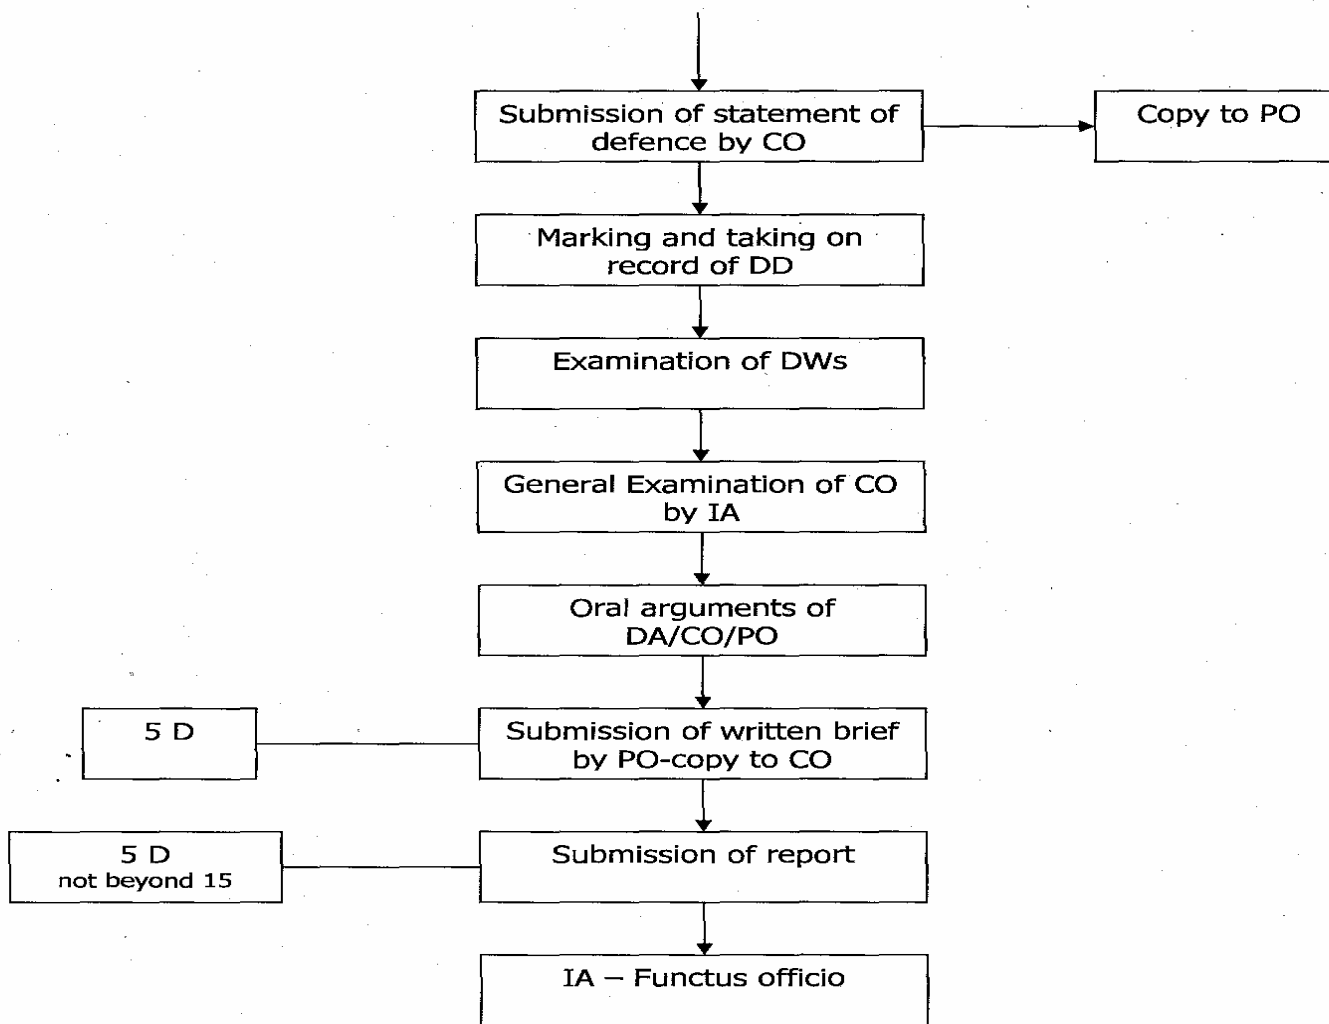 Submission of statement of
defence by CO
Copy to PO
Marking and taking on
record of DD
Examination of DWs
General Examination of CO
by IA
Oral arguments of
DA/CO/PO
5 D
Submission of written brief
by PO-copy to CO
5 D
not beyond 15
Submission of report
IA – Functus officio